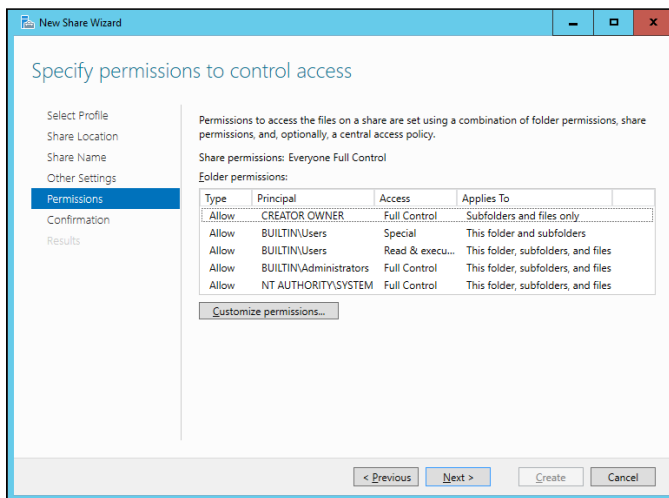 New Share Wizard
Specify permissions to control access
Select Profile
Share Location
Share Name
Other Settings
Permissions
Confirmation
Results
Permissions to access the files on a share are set using a combination of folder permissions, share
permissions, and, optionally, a central access policy.
Share permissions: Everyone Full Control
Folder permissions:
Type Principal Access Applies To
Allow CREATOR OWNER Full Control Subfolders and files only
Allow BUILTIN\Users Special This folder and subfolders
Allow BUILTIN\Users Read & execu... This folder, subfolders, and files
Allow BUILTIN\Administrators Full Control This folder, subfolders, and files
Allow NT AUTHORITY\SYSTEM Full Control This folder, subfolders, and files
Customize permissions...
< Previous Next > Create Cancel